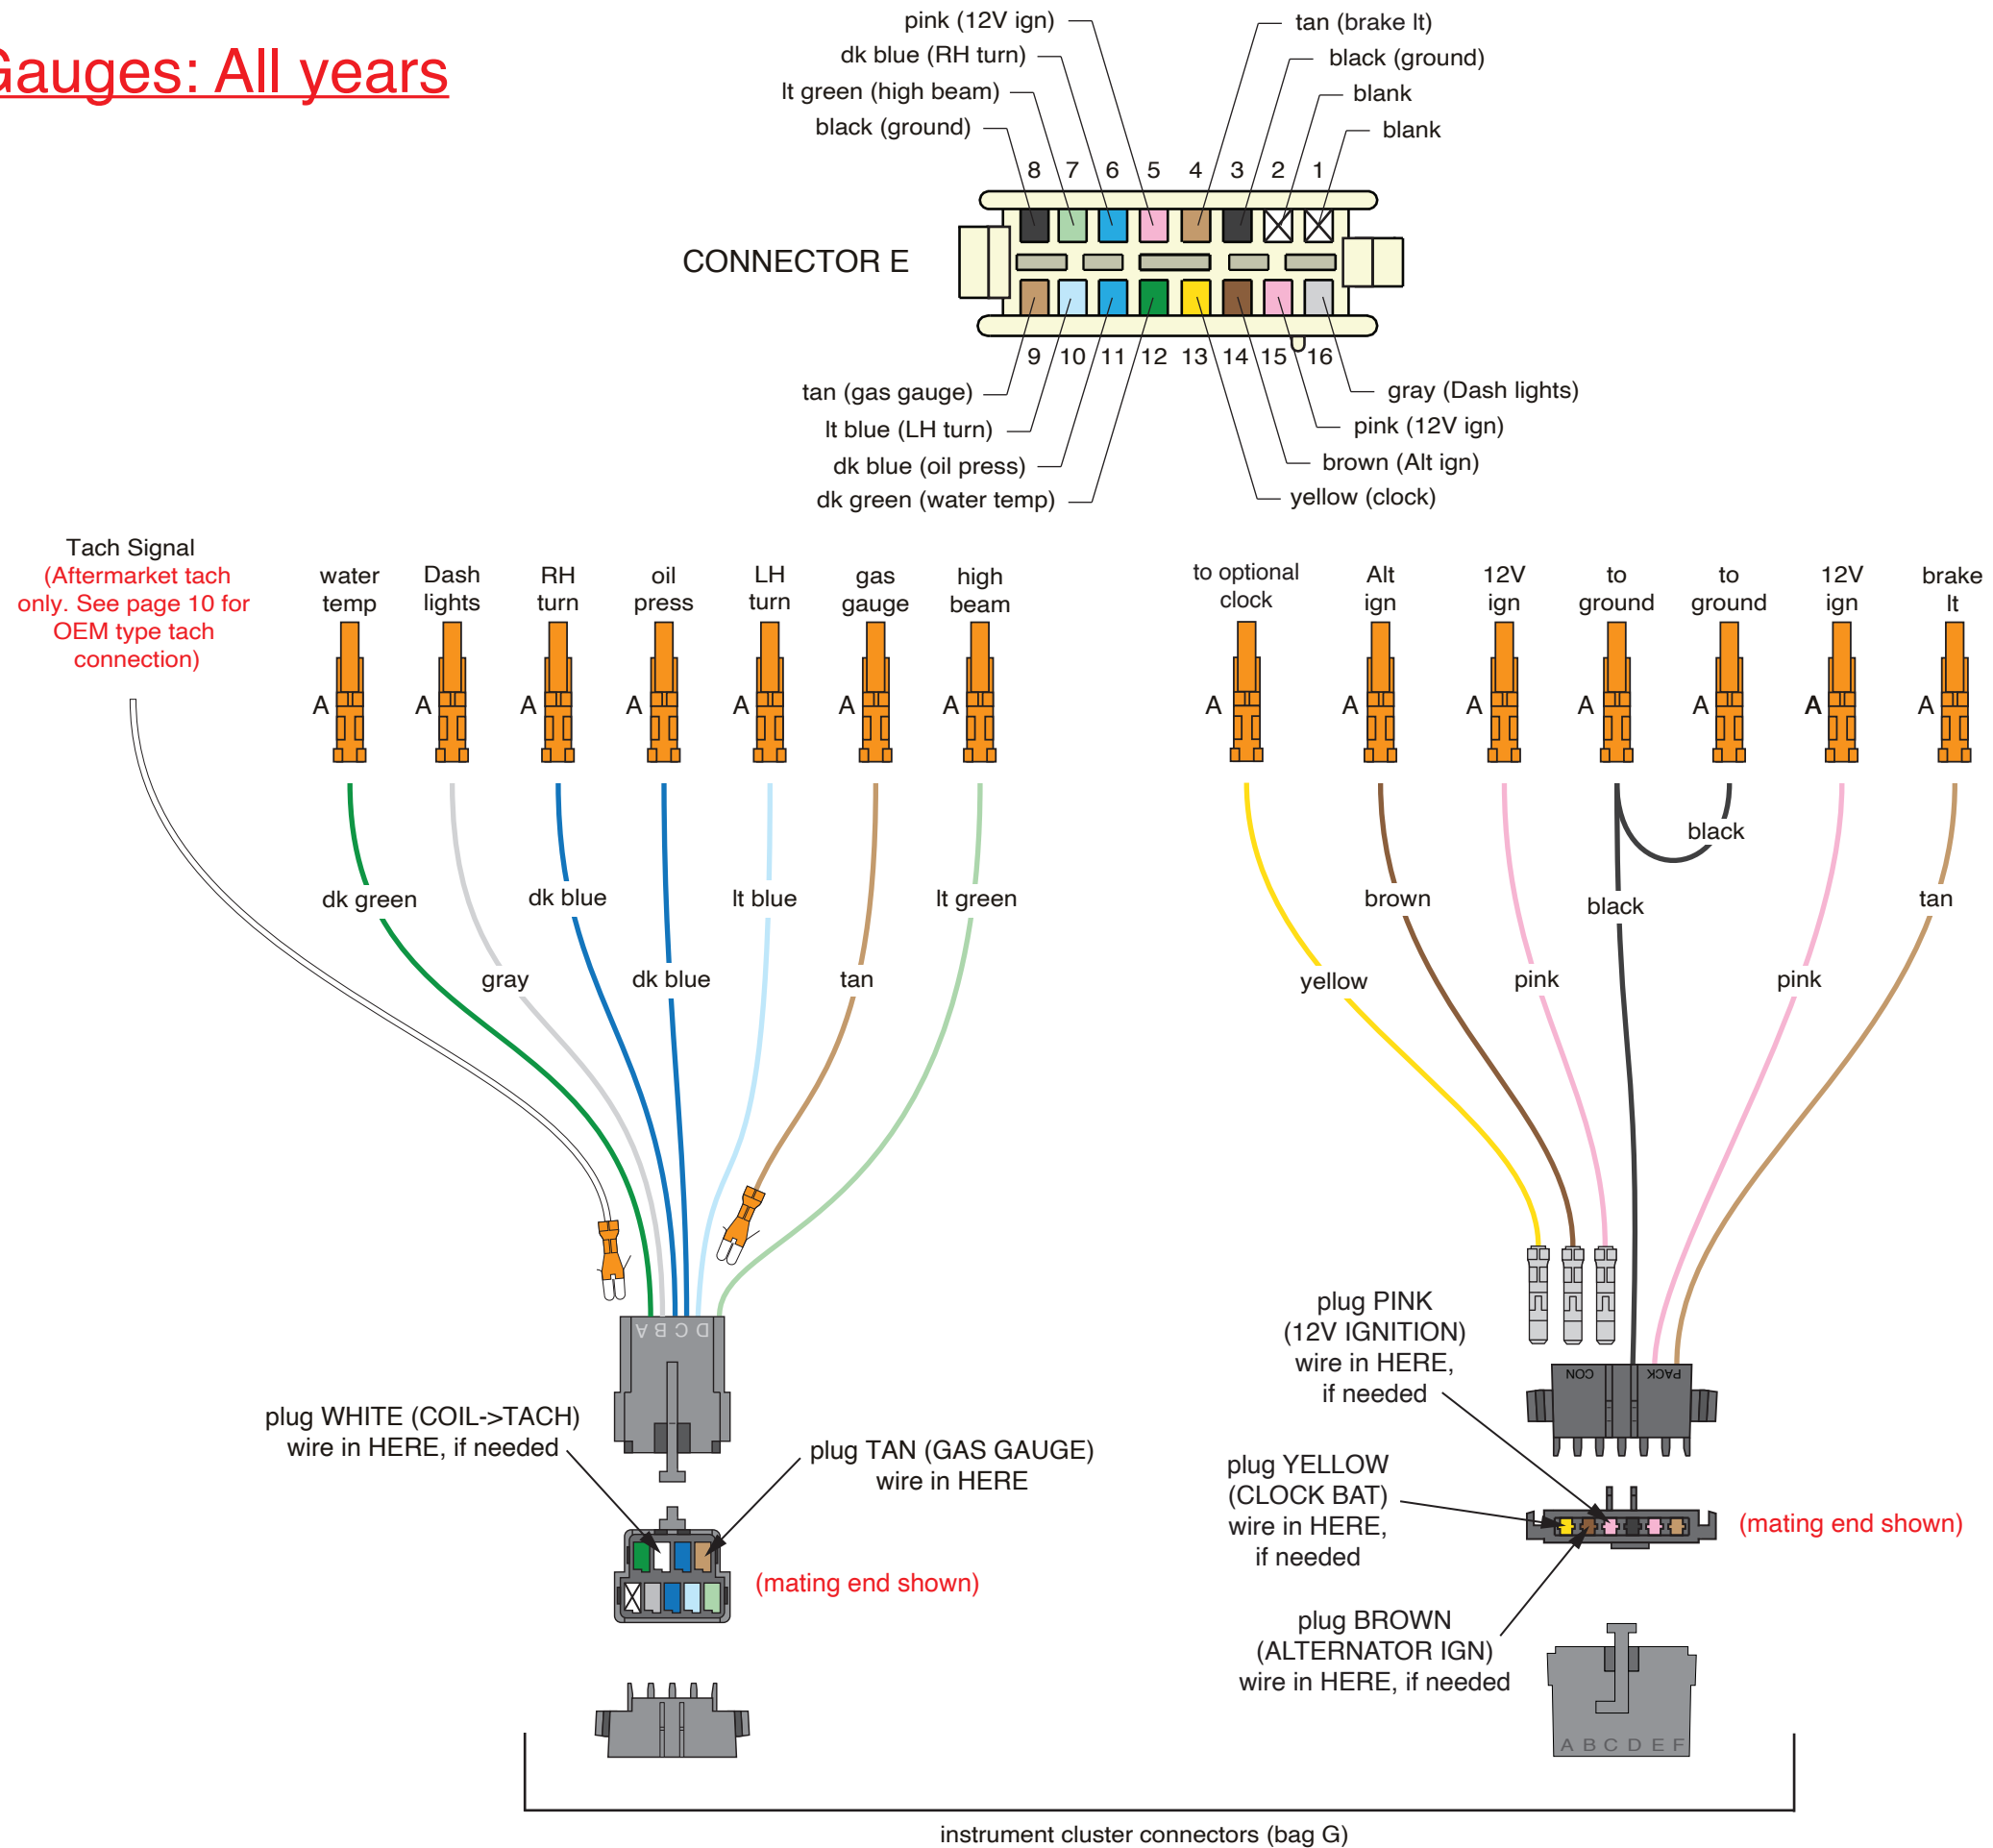 Gauges: All years
pink (12V ign)
dk blue (RH turn)
lt green (high beam)
black (ground)
tan (brake lt)
black (ground)
blank
blank
8 7 6 5 4 3 2 1
CONNECTOR E
9 10 11 12 13 14 15 16
tan (gas gauge)
lt blue (LH turn)
dk blue (oil press)
dk green (water temp)
gray (Dash lights)
pink (12V ign)
brown (Alt ign)
yellow (clock)
Tach Signal
(Aftermarket tach
only. See page 10 for
OEM type tach
connection)
water
temp
Dash
lights
RH
turn
oil
press
LH
turn
gas
gauge
high
beam
to optional
clock
Alt
ign
12V
ign
to
ground
to
ground
12V
ign
brake
lt
A A A A A A A A A A A A A A
dk green
gray
dk blue
dk blue
lt blue
tan
lt green
yellow
brown
pink
black
black
pink
tan
A B C D
plug WHITE (COIL->TACH)
wire in HERE, if needed
plug TAN (GAS GAUGE)
wire in HERE
(mating end shown)
plug PINK
(12V IGNITION)
wire in HERE,
if needed
CON
PACK
plug YELLOW
(CLOCK BAT)
wire in HERE,
if needed
(mating end shown)
plug BROWN
(ALTERNATOR IGN)
wire in HERE, if needed
A B C D E F
instrument cluster connectors (bag G)